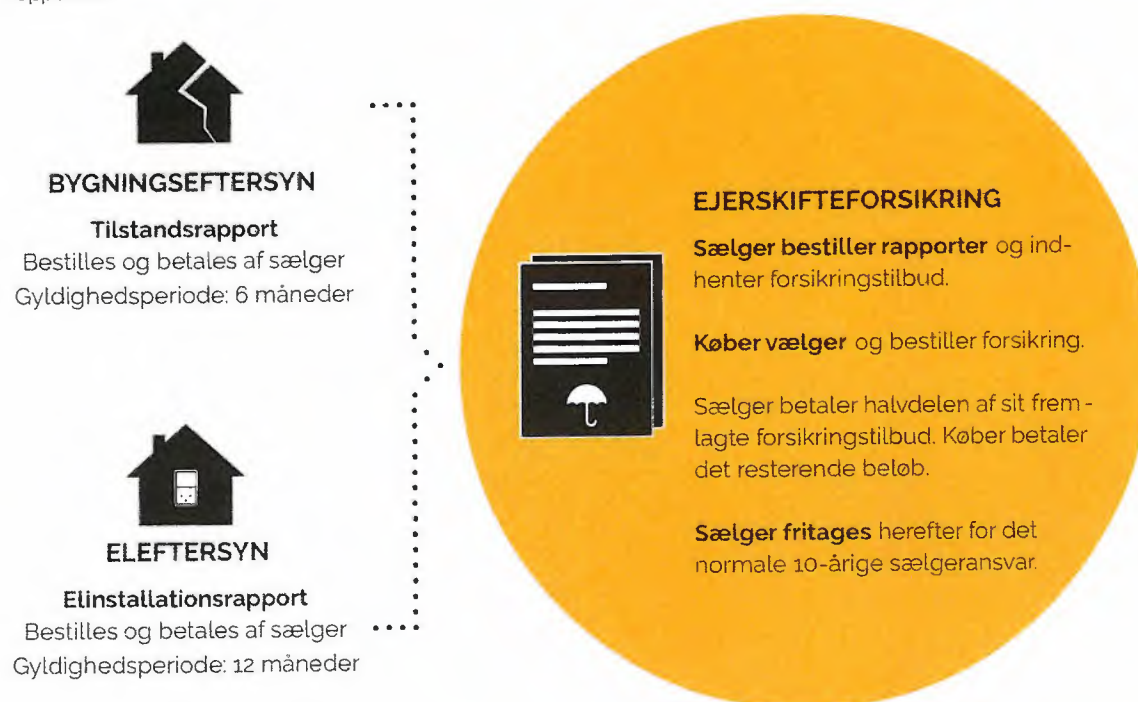 BYGNINGSEFTERSYN
Tilstandsrapport
Bestilles og betales af sælger
Gyldighedsperiode: 6 måneder
ELEFTERSYN
Elinstallationsrapport
Bestilles og betales af sælger
Gyldighedsperiode: 12 måneder
EJERSKIFTEFORSIKRING
Sælger bestiller rapporter og ind-
henter forsikringstilbud.
Køber vælger og bestiller forsikring.
Sælger betaler halvdelen af sit frem-
lagte forsikringstilbud. Køber betaler
det resterende beløb.
Sælger fritages herefter for det
normale 10-årige sælgeransvar.